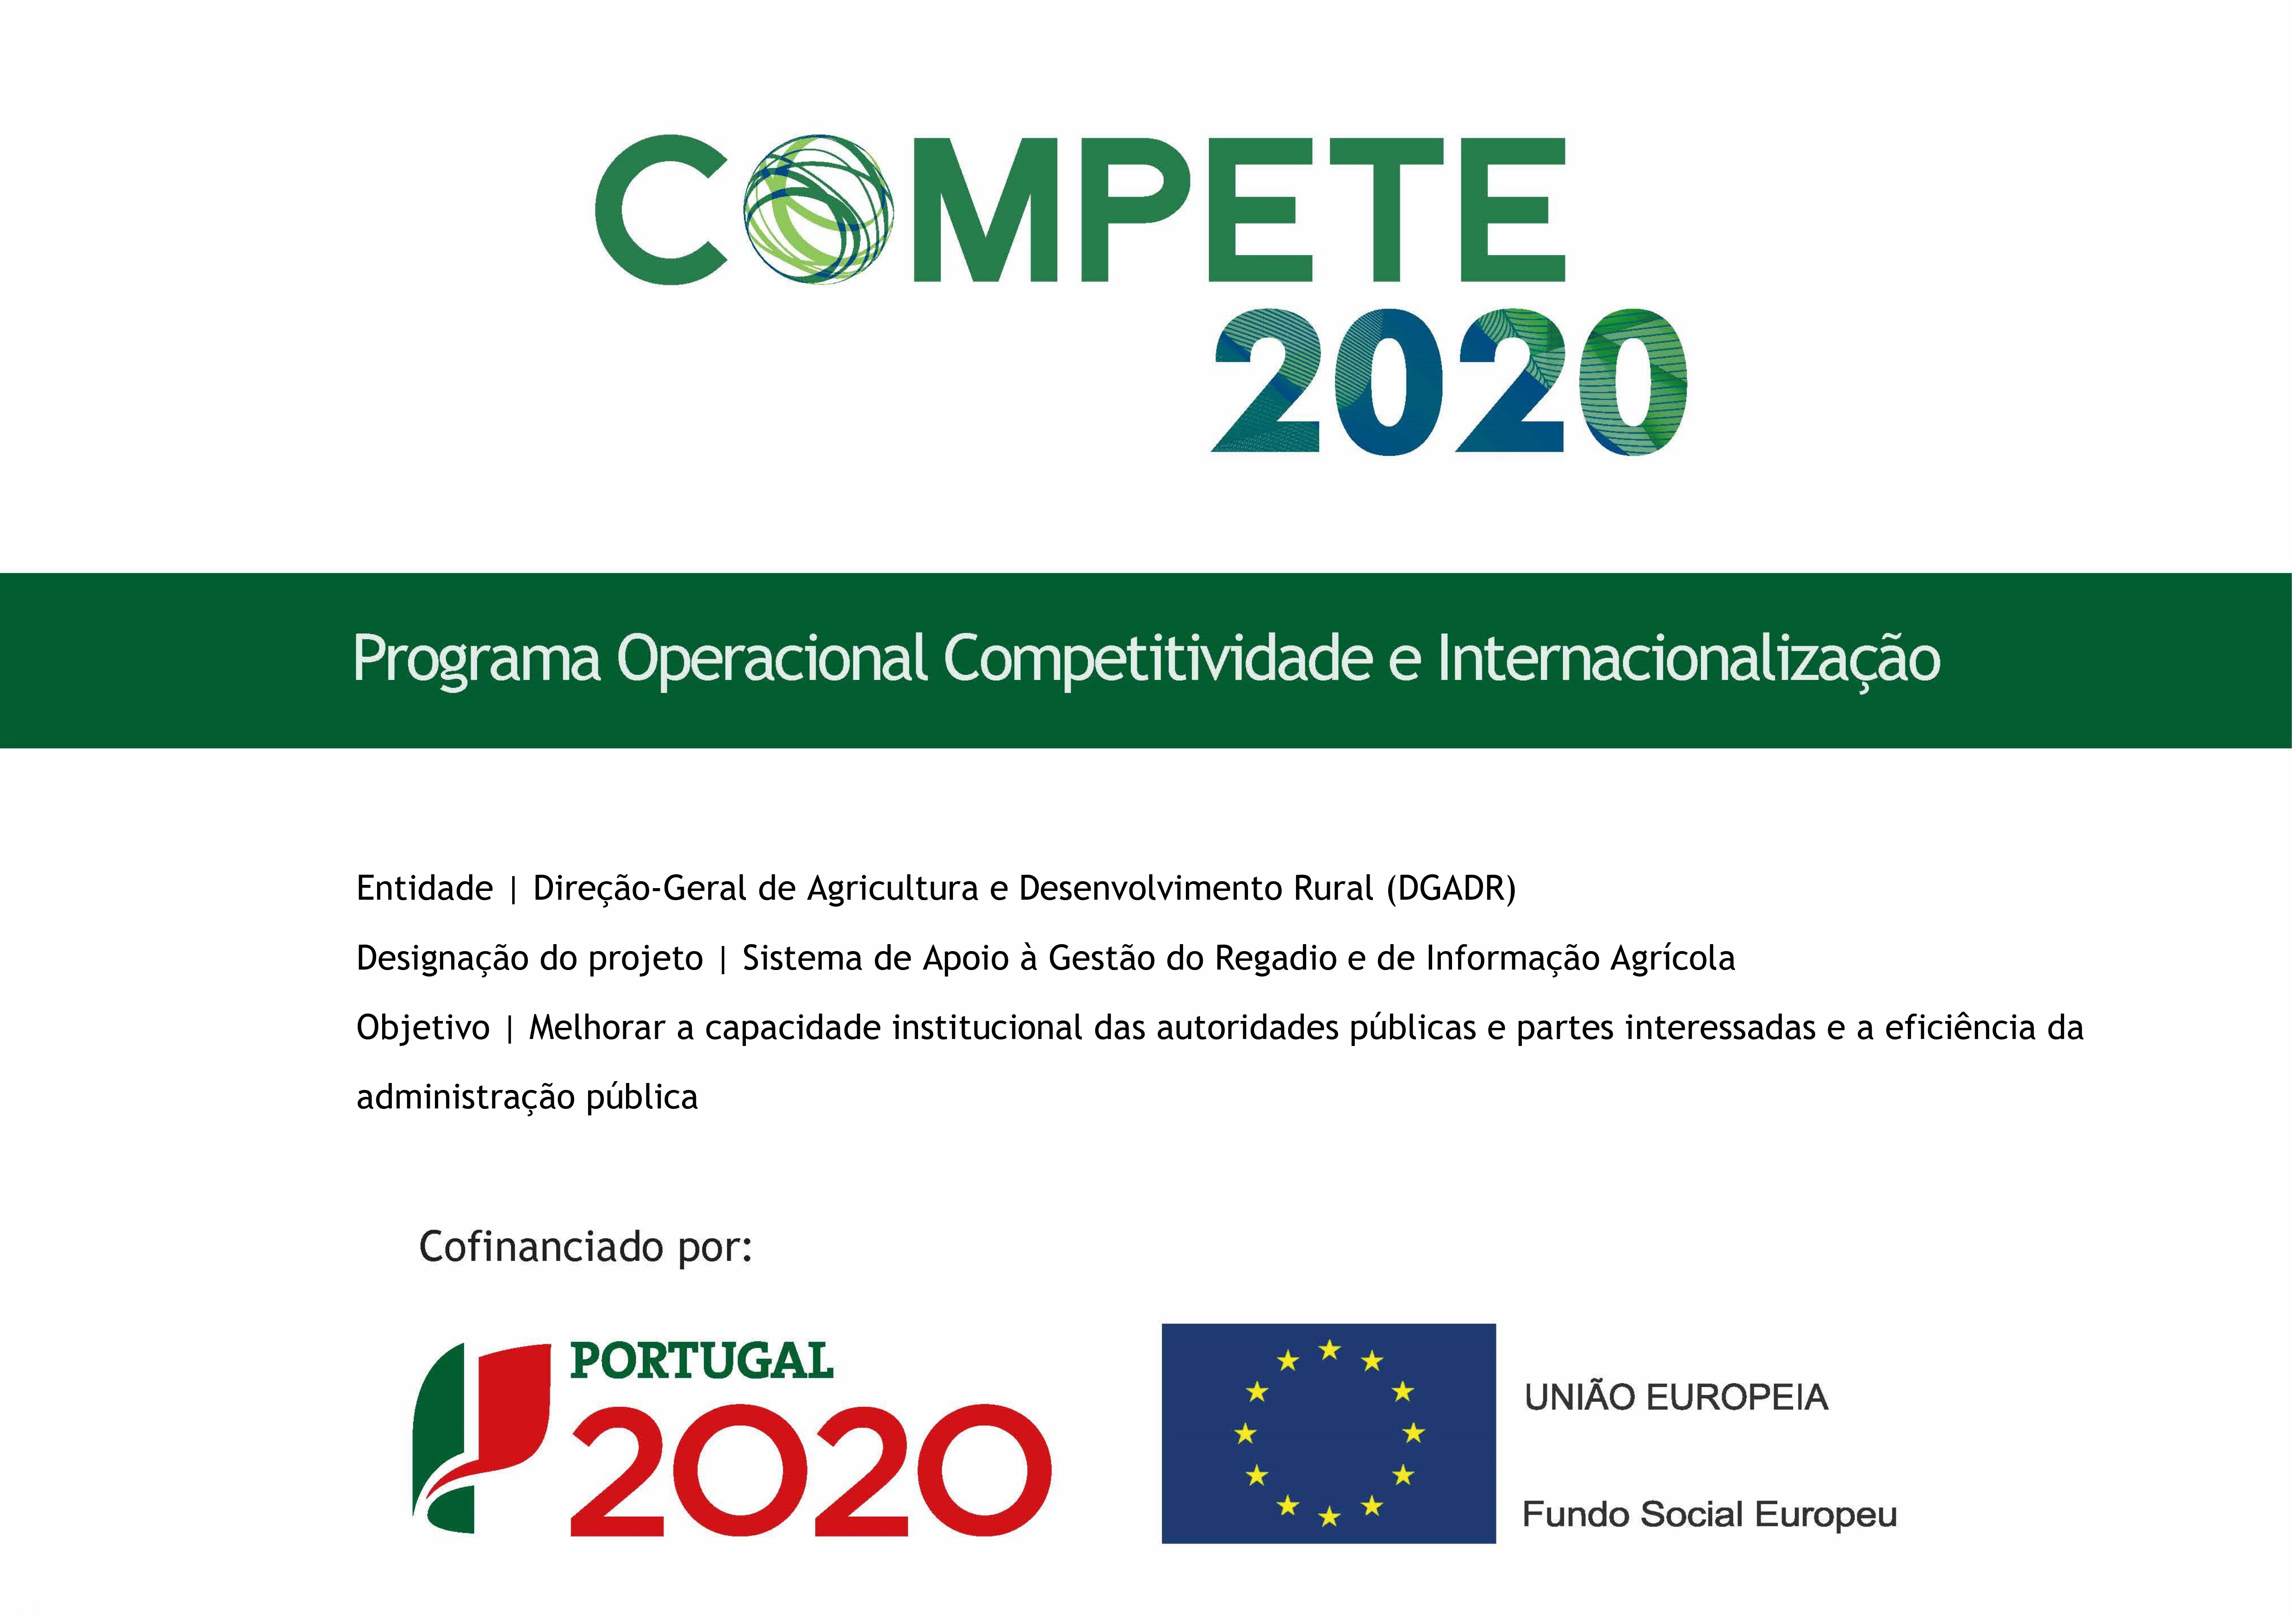 COMPETE
2020
Programa Operacional Competitividade e Internacionalização
Entidade | Direção-Geral de Agricultura e Desenvolvimento Rural (DGADR)
Designação do projeto | Sistema de Apoio à Gestão do Regadio e de Informação Agrícola
Objetivo | Melhorar a capacidade institucional das autoridades públicas e partes interessadas e a eficiência da
administração pública
Cofinanciado por:
PORTUGAL
2020
UNIÃO EUROPEIA
Fundo Social Europeu